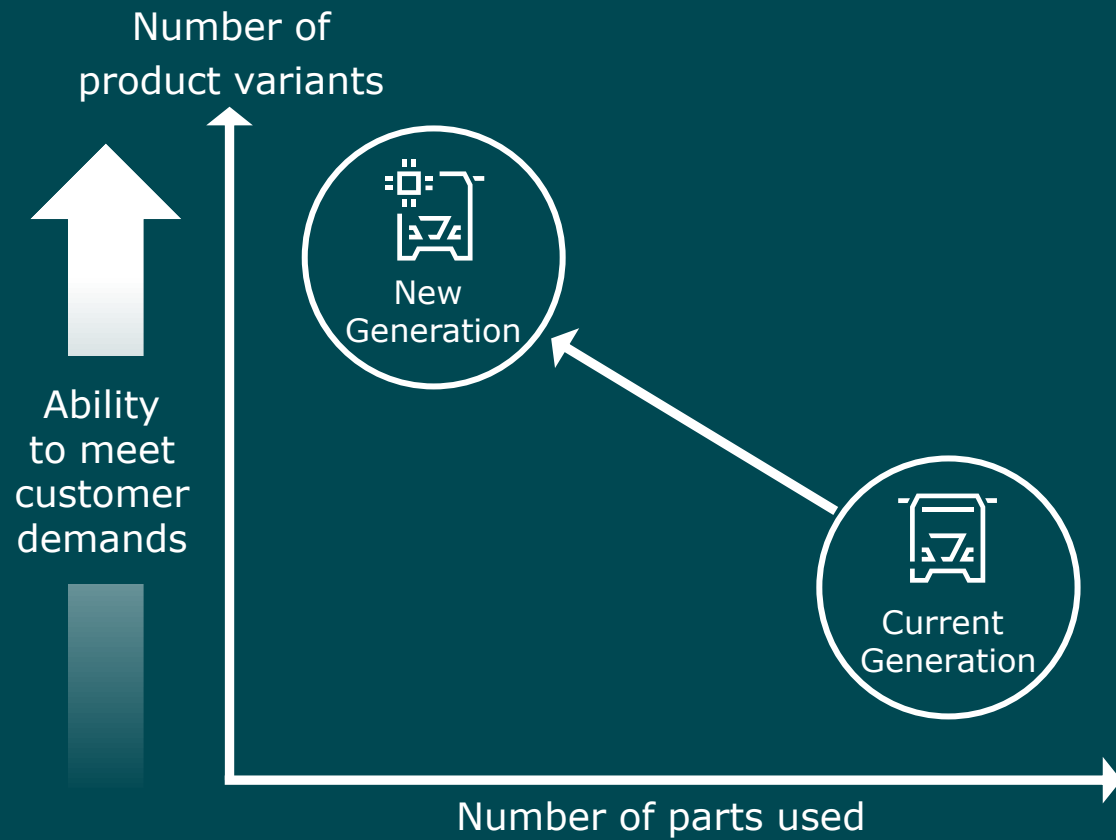 Number of
product variants
New
Generation
Ability
to meet
customer
demands
Current
Generation
Number of parts used